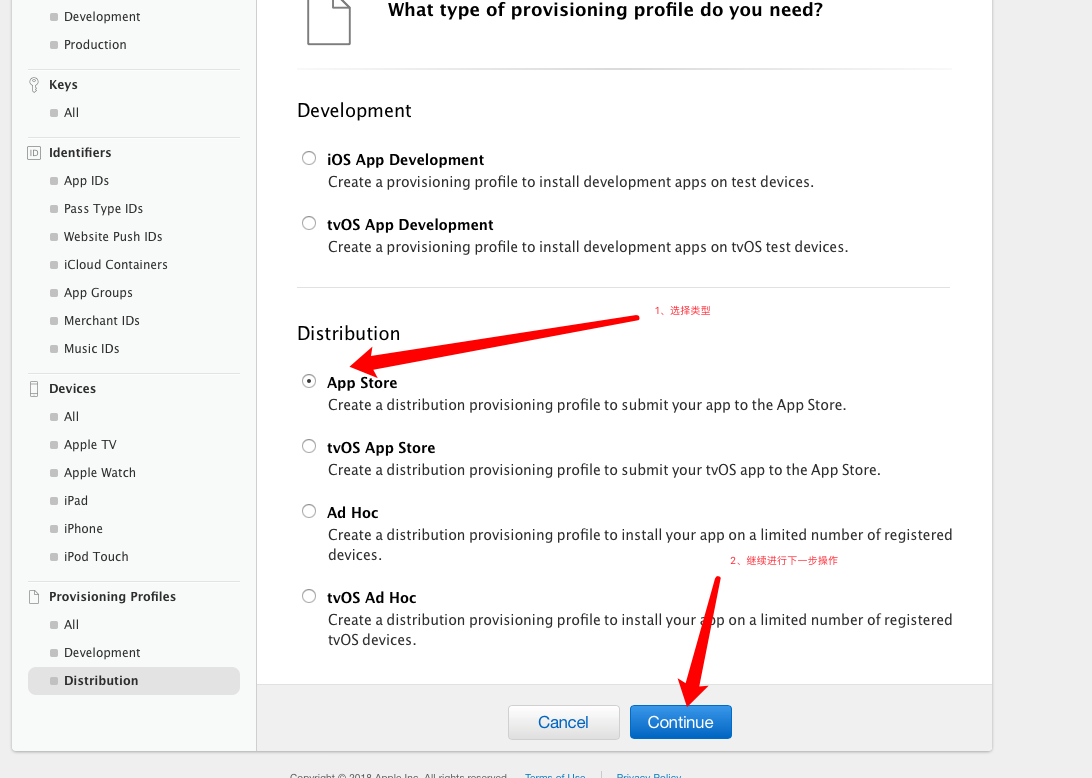 Development
Production
Keys
All
ID Identifiers
App IDs
Pass Type IDs
Website Push IDs
iCloud Containers
App Groups
Merchant IDs
Music IDs
Devices
All
Apple TV
Apple Watch
iPad
iPhone
iPod Touch
Provisioning Profiles
All
Development
Distribution
What type of provisioning profile do you need?
Development
iOS App Development
Create a provisioning profile to install development apps on test devices.
tvOS App Development
Create a provisioning profile to install development apps on tvOS test devices.
1、选择类型
Distribution
App Store
Create a distribution provisioning profile to submit your app to the App Store.
tvOS App Store
Create a distribution provisioning profile to submit your tvOS app to the App Store.
Ad Hoc
Create a distribution provisioning profile to install your app on a limited number of registered
devices.
2、继续进行下一步操作
tvOS Ad Hoc
Create a distribution provisioning profile to install your app on a limited number of registered
tvOS devices.
Cancel
Continue
Copyright © 2018 Apple Inc. All rights reserved. Terms of Use Privacy Policy